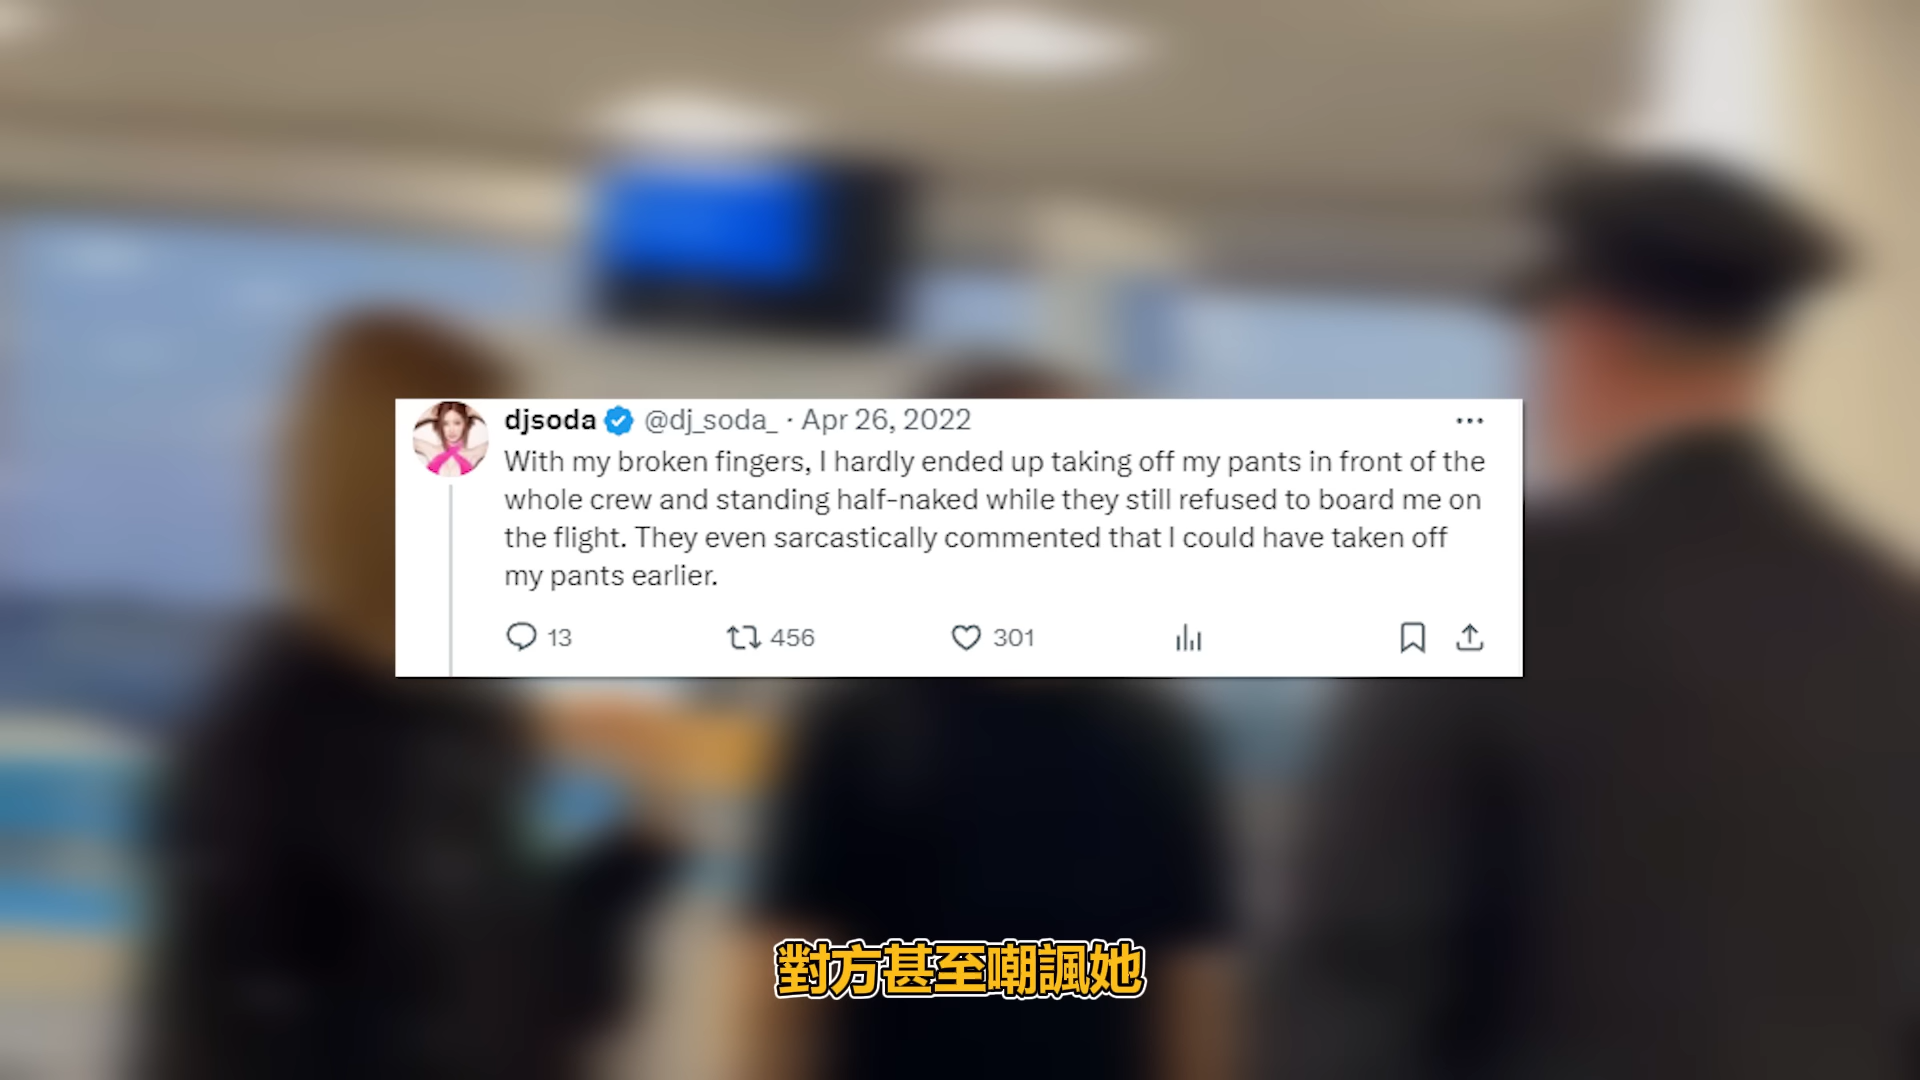 djsoda @dj_soda_ · Apr 26, 2022
With my broken fingers, I hardly ended up taking off my pants in front of the
whole crew and standing half-naked while they still refused to board me on
the flight. They even sarcastically commented that I could have taken off
my pants earlier.
13 456 301
對方甚至嘲諷她